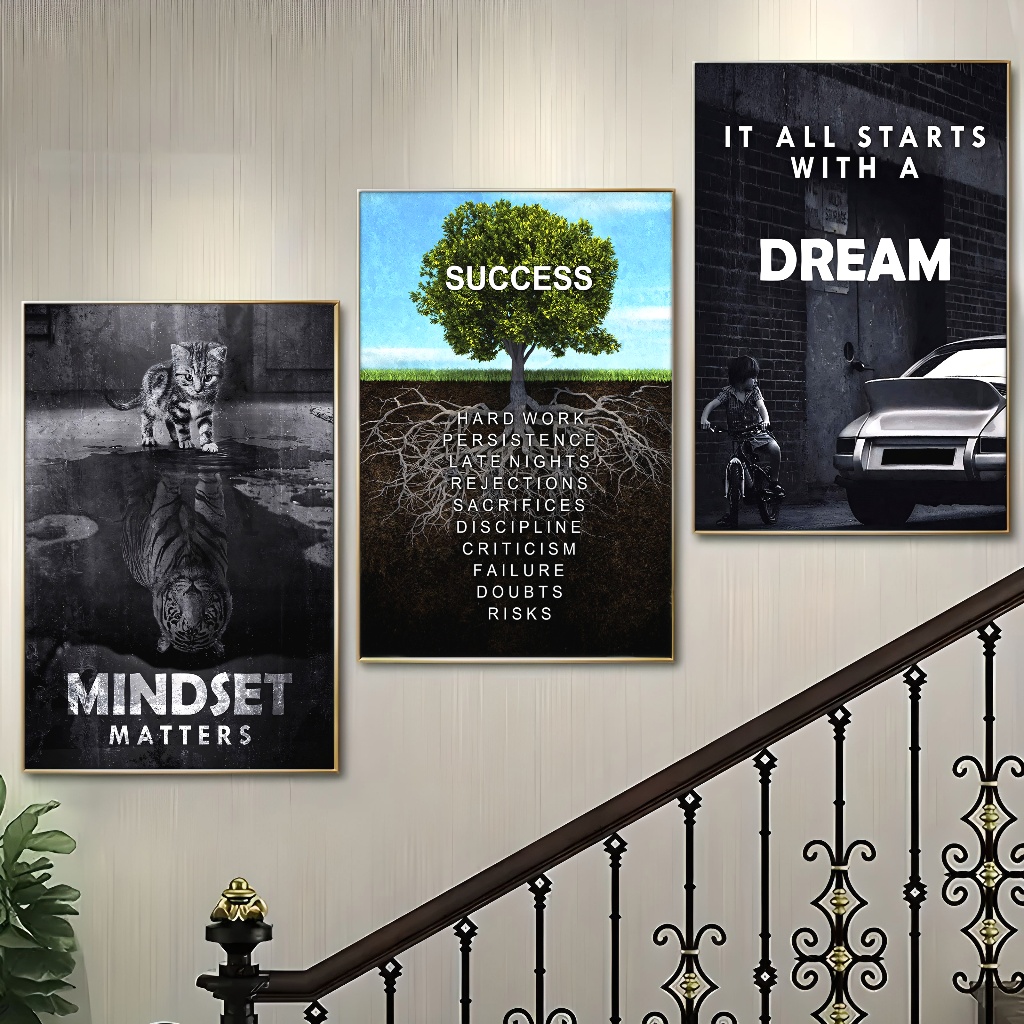 MINDSET
MATTERS
SUCCESS
HARD WORK
PERSISTENCE
LATE NIGHTS
REJECTIONS
SACRIFICES
DISCIPLINE
CRITICISM
FAILURE
DOUBTS
RISKS
IT ALL STARTS
WITH A
DREAM